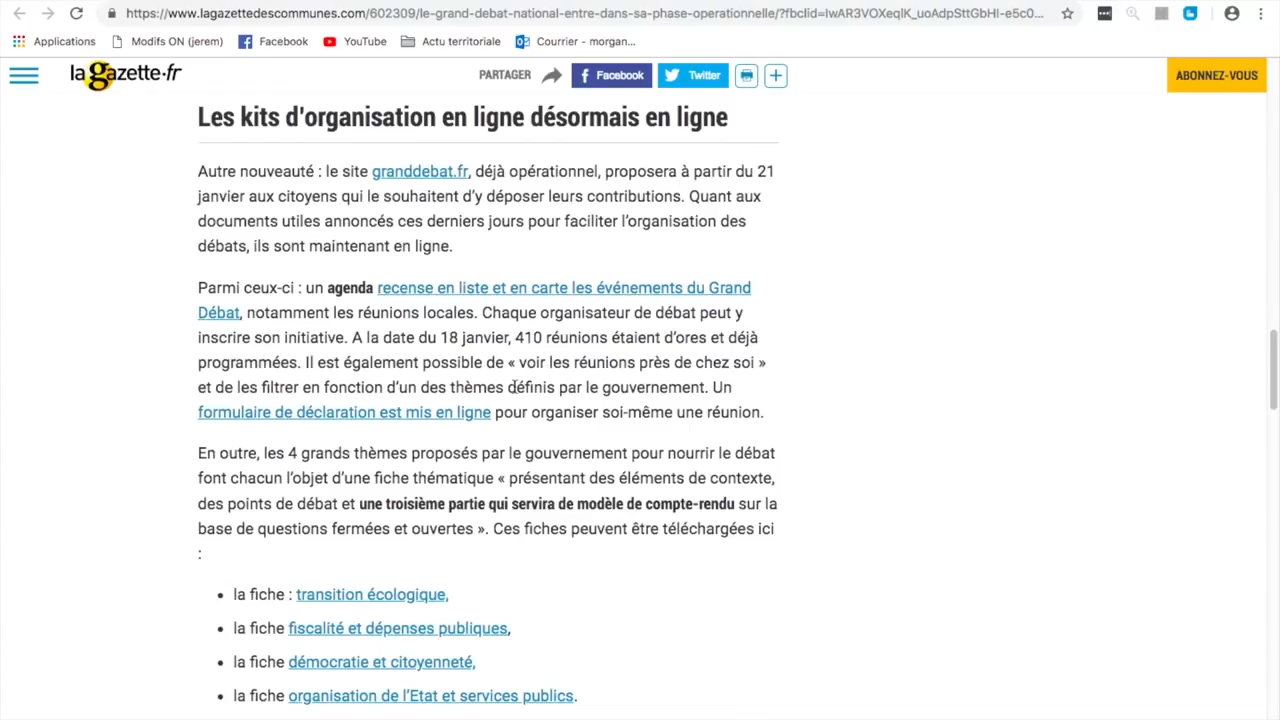 https://www.lagazettedescommunes.com/602309/le-grand-debat-national-entre-dans-sa-phase-operationnelle/?fbclid=IwAR3VOXeqlK_uoAdpSttGbHI-e5c0...
Applications Modifs ON (jerem) Facebook YouTube Actu territoriale Courrier - morgan...
la gazette.fr PARTAGER Facebook Twitter ABONNEZ-VOUS
Les kits d'organisation en ligne désormais en ligne
Autre nouveauté : le site granddebat.fr, déjà opérationnel, proposera à partir du 21
janvier aux citoyens qui le souhaitent d'y déposer leurs contributions. Quant aux
documents utiles annoncés ces derniers jours pour faciliter l'organisation des
débats, ils sont maintenant en ligne.
Parmi ceux-ci : un agenda recense en liste et en carte les événements du Grand
Débat, notamment les réunions locales. Chaque organisateur de débat peut y
inscrire son initiative. A la date du 18 janvier, 410 réunions étaient d'ores et déjà
programmées. Il est également possible de « voir les réunions près de chez soi »
et de les filtrer en fonction d'un des thèmes définis par le gouvernement. Un
formulaire de déclaration est mis en ligne pour organiser soi-même une réunion.
En outre, les 4 grands thèmes proposés par le gouvernement pour nourrir le débat
font chacun l'objet d'une fiche thématique « présentant des éléments de contexte,
des points de débat et une troisième partie qui servira de modèle de compte-rendu sur la
base de questions fermées et ouvertes ». Ces fiches peuvent être téléchargées ici
:
• la fiche : transition écologique,
• la fiche fiscalité et dépenses publiques,
• la fiche démocratie et citoyenneté,
• la fiche organisation de l'Etat et services publics.